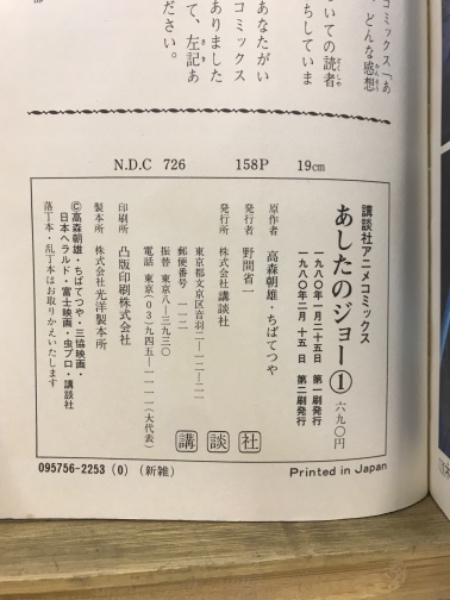 コミックス「あ
どんな感想
いての読者
ちしていま
あなたがい
コミックス
ありました
て、左記あ
ださい。
N.D.C 726 158P 19cm
講談社アニメコミックス
あしたのジョー① 六九〇円
一九八〇年一月二十五日 第一刷発行
一九八〇年二月十五日 第二刷発行
原作者 高森朝雄・ちばてつや
発行者 野間省一
発行所 株式会社講談社
東京都文京区音羽二—一二—二一
郵便番号 一一二
振替 東京八—三九三〇
電話 東京(03)九四五—一一一一(大代表)
印刷所 凸版印刷株式会社
製本所 株式会社光洋製本所
©高森朝雄・ちばてつや・三協映画・
日本ヘラルド・富士映画・虫プロ・講談社
落丁本・乱丁本はお取りかえいたします
講談社
095756-2253 (0) (新雑)
Printed in Japan